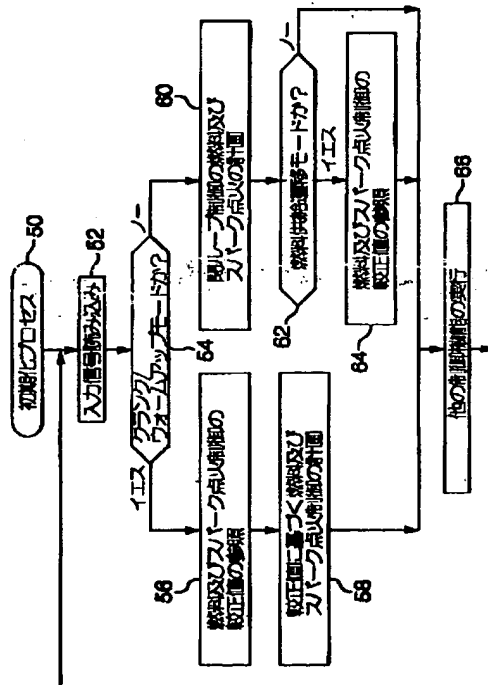 50
初期化プロセス
52
入力信号読み込み
クランク/
ウォームアップモードか?
54
イエス
ノー
56
燃料及びスパーク点火制御の
較正値の参照
58
較正値に基づく燃料及び
スパーク点火制御の計画
60
閉ループ制御の燃料及び
スパーク点火の計画
62
燃料供給遷移モードか?
ノー
イエス
64
燃料及びスパーク点火制御の
較正値の参照
66
他の制御機能の実行